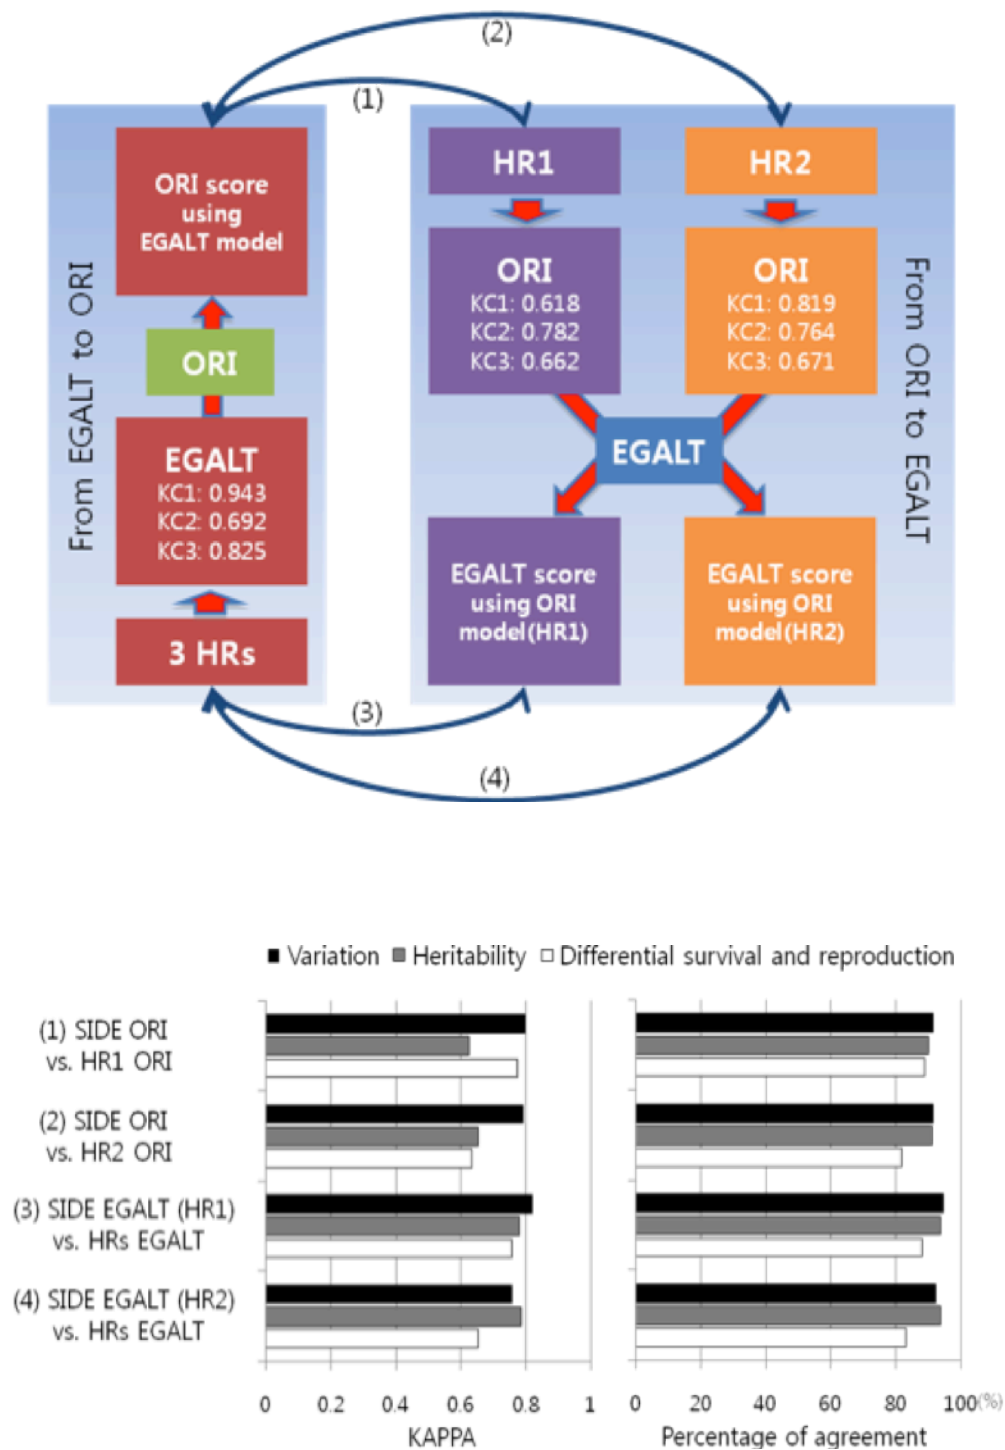 (2)
(1)
From EGALT to ORI
ORI score
using
EGALT model
ORI
EGALT
KC1: 0.943
KC2: 0.692
KC3: 0.825
3 HRs
HR1
ORI
KC1: 0.618
KC2: 0.782
KC3: 0.662
HR2
ORI
KC1: 0.819
KC2: 0.764
KC3: 0.671
EGALT
EGALT score
using ORI
model(HR1)
EGALT score
using ORI
model(HR2)
From ORI to EGALT
(3)
(4)
Variation Heritability Differential survival and reproduction
(1) SIDE ORI
vs. HR1 ORI
(2) SIDE ORI
vs. HR2 ORI
(3) SIDE EGALT (HR1)
vs. HRs EGALT
(4) SIDE EGALT (HR2)
vs. HRs EGALT
0 0.2 0.4 0.6 0.8 1
KAPPA
0 20 40 60 80 100(%)
Percentage of agreement